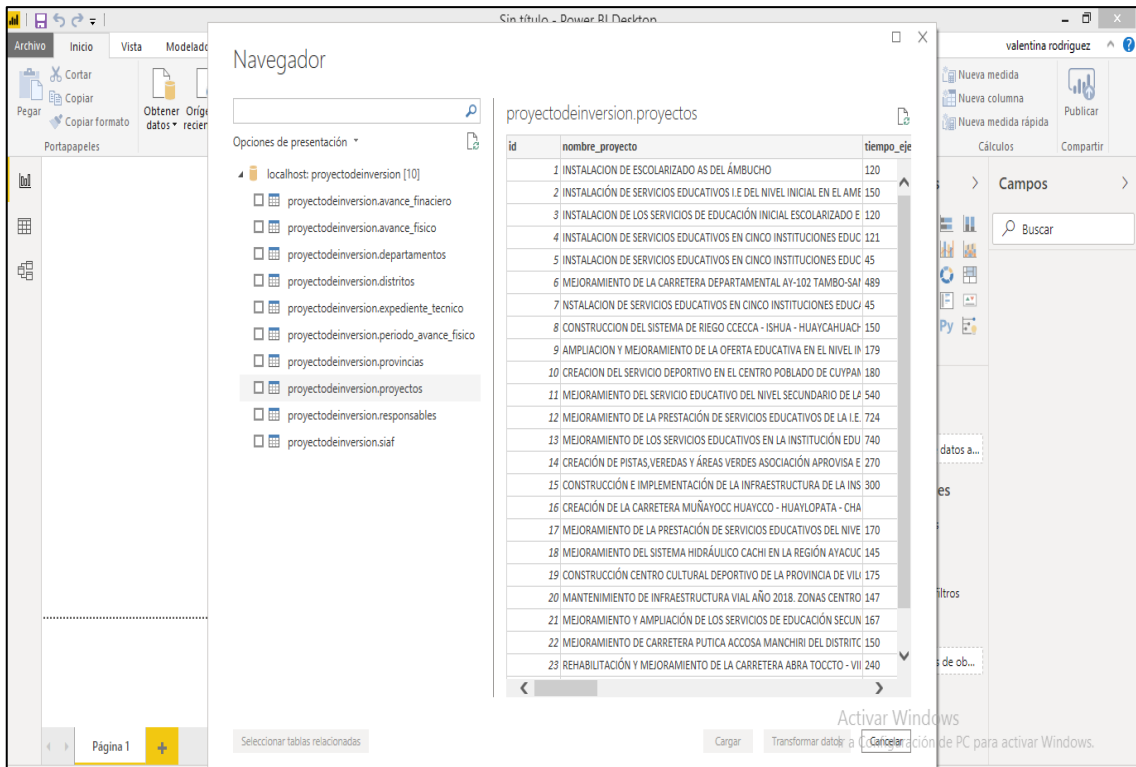 Sin título - Power BI Desktop
Archivo Inicio Vista Modelado
valentina rodriguez
Pegar
Cortar
Copiar
Copiar formato
Portapapeles
Obtener datos
Nueva medida
Nueva columna
Nueva medida rápida
Cálculos
Publicar
Compartir
Navegador
Opciones de presentación
localhost: proyectodeinversion [10]
proyectodeinversion.avance_finaciero
proyectodeinversion.avance_fisico
proyectodeinversion.departamentos
proyectodeinversion.distritos
proyectodeinversion.expediente_tecnico
proyectodeinversion.periodo_avance_fisico
proyectodeinversion.provincias
proyectodeinversion.proyectos
proyectodeinversion.responsables
proyectodeinversion.siaf
proyectodeinversion.proyectos
id nombre_proyecto tiempo_eje
1 INSTALACION DE ESCOLARIZADO AS DEL ÁMBUCHO 120
2 INSTALACIÓN DE SERVICIOS EDUCATIVOS I.E DEL NIVEL INICIAL EN EL AMB 150
3 INSTALACION DE LOS SERVICIOS DE EDUCACIÓN INICIAL ESCOLARIZADO E 120
4 INSTALACION DE SERVICIOS EDUCATIVOS EN CINCO INSTITUCIONES EDUC 121
5 INSTALACION DE SERVICIOS EDUCATIVOS EN CINCO INSTITUCIONES EDUC 45
6 MEJORAMIENTO DE LA CARRETERA DEPARTAMENTAL AY-102 TAMBO-SAN 489
7 NSTALACION DE SERVICIOS EDUCATIVOS EN CINCO INSTITUCIONES EDUCA 45
8 CONSTRUCCION DEL SISTEMA DE RIEGO CCECCA - ISHUA - HUAYCAHUACH 150
9 AMPLIACION Y MEJORAMIENTO DE LA OFERTA EDUCATIVA EN EL NIVEL IN 179
10 CREACION DEL SERVICIO DEPORTIVO EN EL CENTRO POBLADO DE CUYPAN 180
11 MEJORAMIENTO DEL SERVICIO EDUCATIVO DEL NIVEL SECUNDARIO DE LA 540
12 MEJORAMIENTO DE LA PRESTACIÓN DE SERVICIOS EDUCATIVOS DE LA I.E. 724
13 MEJORAMIENTO DE LOS SERVICIOS EDUCATIVOS EN LA INSTITUCIÓN EDU 740
14 CREACIÓN DE PISTAS,VEREDAS Y ÁREAS VERDES ASOCIACIÓN APROVISA E 270
15 CONSTRUCCIÓN E IMPLEMENTACIÓN DE LA INFRAESTRUCTURA DE LA INS 300
16 CREACIÓN DE LA CARRETERA MUÑAYOCC HUAYCCO - HUAYLOPATA - CHA
17 MEJORAMIENTO DE LA PRESTACIÓN DE SERVICIOS EDUCATIVOS DEL NIVE 170
18 MEJORAMIENTO DEL SISTEMA HIDRÁULICO CACHI EN LA REGIÓN AYACUC 145
19 CONSTRUCCIÓN CENTRO CULTURAL DEPORTIVO DE LA PROVINCIA DE VIL 175
20 MANTENIMIENTO DE INFRAESTRUCTURA VIAL AÑO 2018. ZONAS CENTRO 147
21 MEJORAMIENTO Y AMPLIACIÓN DE LOS SERVICIOS DE EDUCACIÓN SECUN 167
22 MEJORAMIENTO DE CARRETERA PUTICA ACCOSA MANCHIRI DEL DISTRITO 150
23 REHABILITACIÓN Y MEJORAMIENTO DE LA CARRETERA ABRA TOCCTO - VII 240
Seleccionar tablas relacionadas
Cargar
Transformar datos
Cancelar
Campos
Buscar
Py
datos a...
es
filtros
s de ob...
Activar Windows
Ir a Configuración de PC para activar Windows.
Página 1